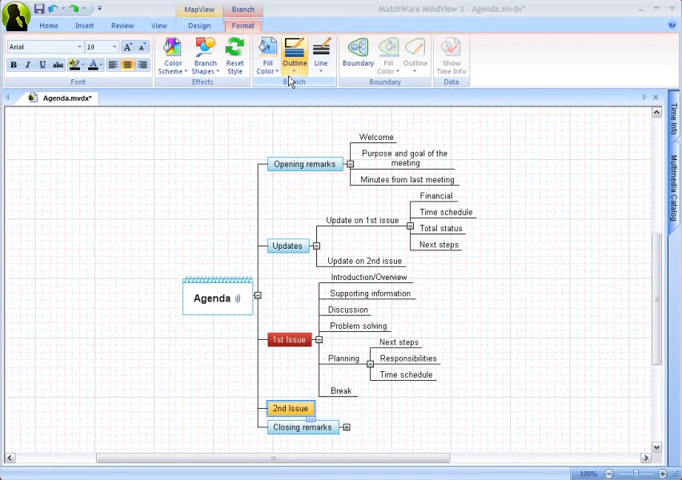 MapView Branch
MatchWare MindView 3 - Agenda.mvdx*
Home Insert Review View Design Format
Arial 10
B I U abc A
Font
Color Scheme
Branch Shapes
Reset Style
Effects
Fill Color
Outline
Line
Branch
Boundary
Fill Color
Outline
Boundary
Show Time Info
Data
Agenda.mvdx*
Time Info
Multimedia Catalog
Welcome
Purpose and goal of the
meeting
Minutes from last meeting
Opening remarks
Financial
Time schedule
Total status
Next steps
Update on 1st issue
Updates
Update on 2nd issue
Agenda
Introduction/Overview
Supporting information
Discussion
Problem solving
1st Issue
Next steps
Planning
Responsibilities
Time schedule
Break
2nd Issue
Closing remarks
100%